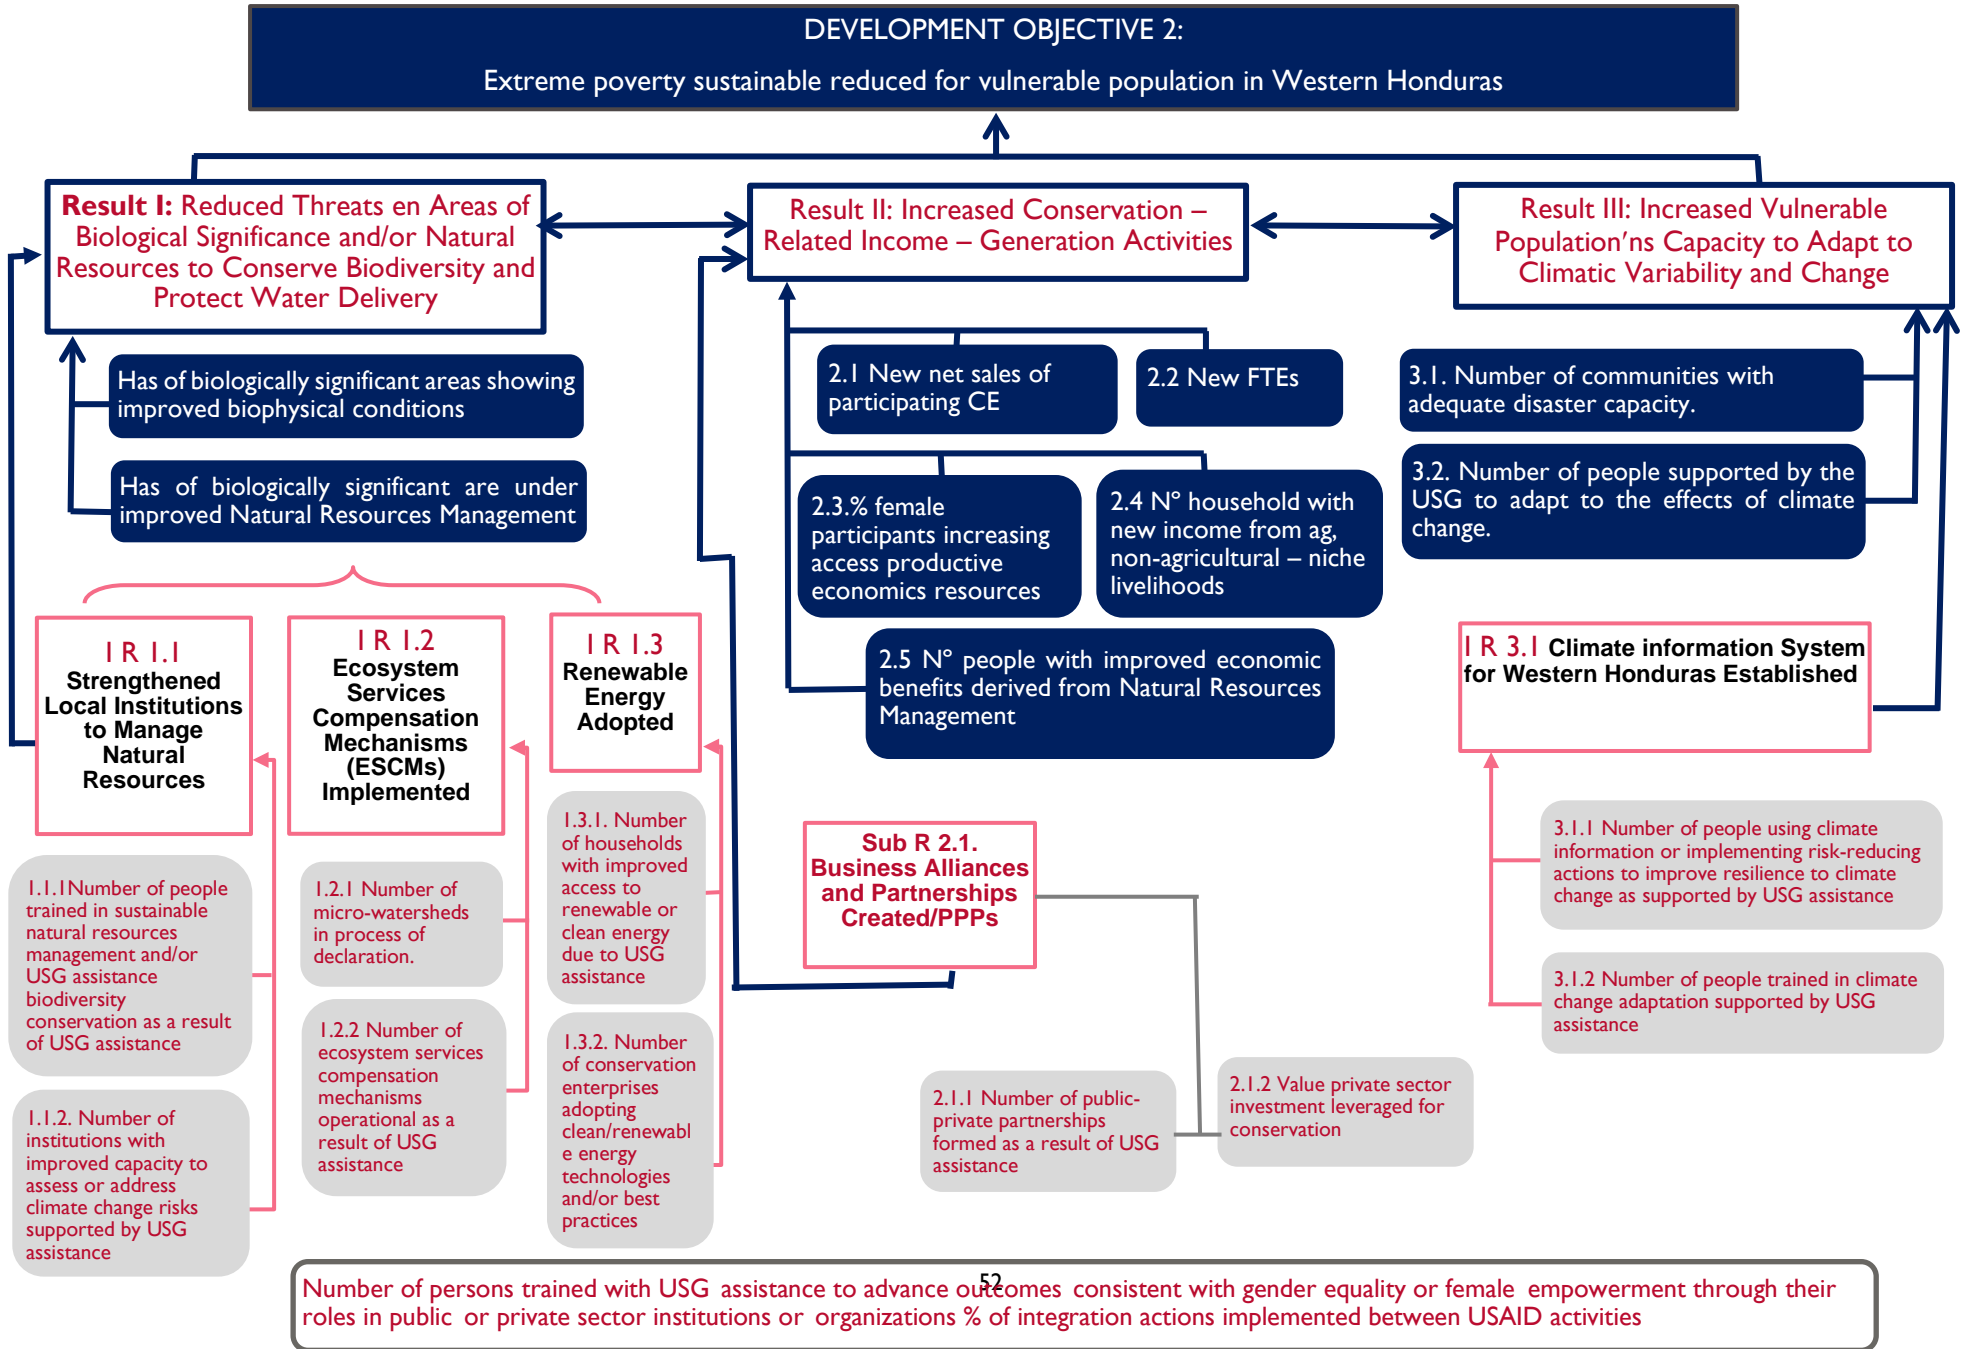 DEVELOPMENT OBJECTIVE 2:
Extreme poverty sustainable reduced for vulnerable population in Western Honduras
Result I: Reduced Threats en Areas of
Biological Significance and/or Natural
Resources to Conserve Biodiversity and
Protect Water Delivery
Result II: Increased Conservation –
Related Income – Generation Activities
Result III: Increased Vulnerable
Population'ns Capacity to Adapt to
Climatic Variability and Change
Has of biologically significant areas showing
improved biophysical conditions
Has of biologically significant are under
improved Natural Resources Management
2.1 New net sales of
participating CE
2.2 New FTEs
2.3.% female
participants increasing
access productive
economics resources
2.4 Nº household with
new income from ag,
non-agricultural – niche
livelihoods
2.5 Nº people with improved economic
benefits derived from Natural Resources
Management
3.1. Number of communities with
adequate disaster capacity.
3.2. Number of people supported by the
USG to adapt to the effects of climate
change.
I R 1.1
Strengthened
Local Institutions
to Manage
Natural
Resources
I R 1.2
Ecosystem
Services
Compensation
Mechanisms
(ESCMs)
Implemented
I R 1.3
Renewable
Energy
Adopted
I R 3.1 Climate information System
for Western Honduras Established
1.1.1Number of people
trained in sustainable
natural resources
management and/or
USG assistance
biodiversity
conservation as a result
of USG assistance
1.1.2. Number of
institutions with
improved capacity to
assess or address
climate change risks
supported by USG
assistance
1.2.1 Number of
micro-watersheds
in process of
declaration.
1.2.2 Number of
ecosystem services
compensation
mechanisms
operational as a
result of USG
assistance
1.3.1. Number
of households
with improved
access to
renewable or
clean energy
due to USG
assistance
1.3.2. Number
of conservation
enterprises
adopting
clean/renewabl
e energy
technologies
and/or best
practices
Sub R 2.1.
Business Alliances
and Partnerships
Created/PPPs
2.1.1 Number of public-
private partnerships
formed as a result of USG
assistance
2.1.2 Value private sector
investment leveraged for
conservation
3.1.1 Number of people using climate
information or implementing risk-reducing
actions to improve resilience to climate
change as supported by USG assistance
3.1.2 Number of people trained in climate
change adaptation supported by USG
assistance
52
Number of persons trained with USG assistance to advance outcomes consistent with gender equality or female empowerment through their
roles in public or private sector institutions or organizations % of integration actions implemented between USAID activities